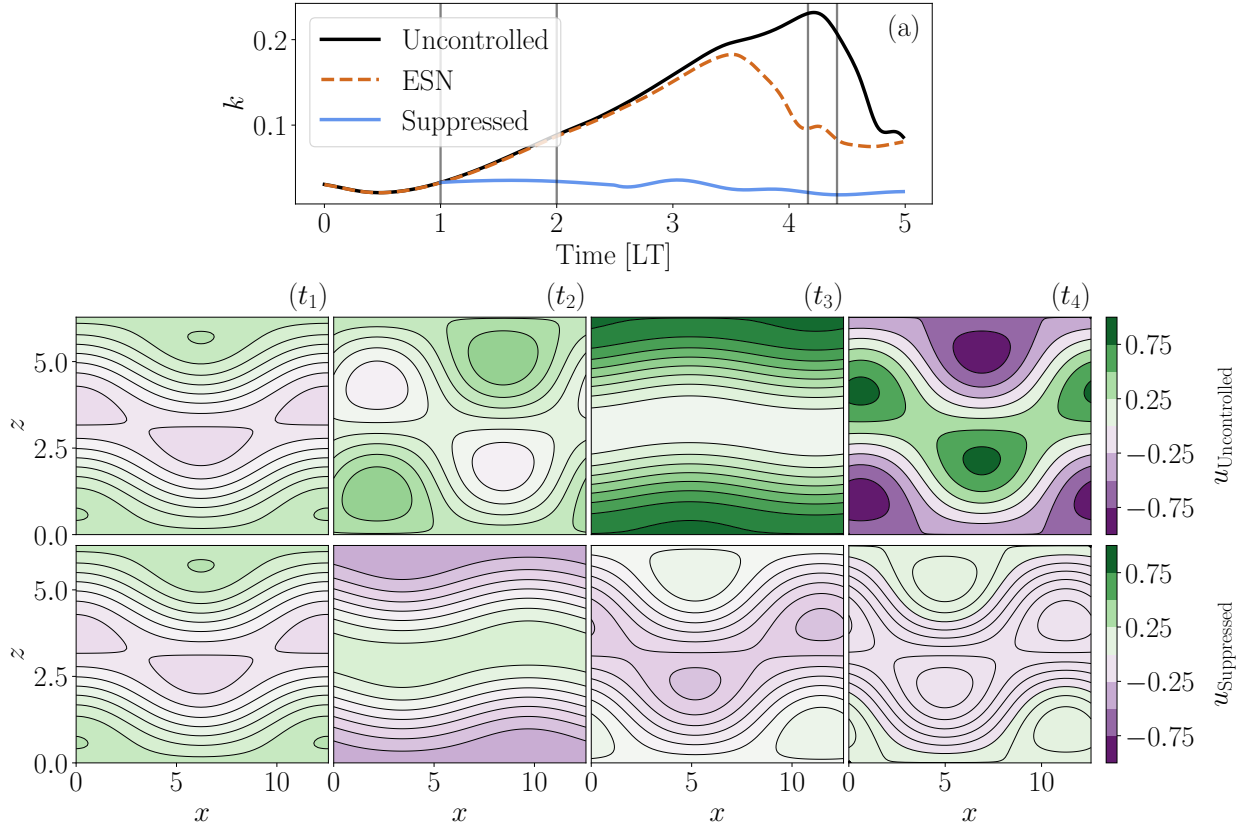 (a)
Uncontrolled
ESN
Suppressed
k
0.2
0.1
0 1 2 3 4 5
Time [LT]
(t₁) (t₂) (t₃) (t₄)
z
5.0
2.5
0.0
0.75
0.25
−0.25
−0.75
u_Uncontrolled
z
5.0
2.5
0.0
0 5 10
0 5 10
0 5 10
0 5 10
x x x x
0.75
0.25
−0.25
−0.75
u_Suppressed